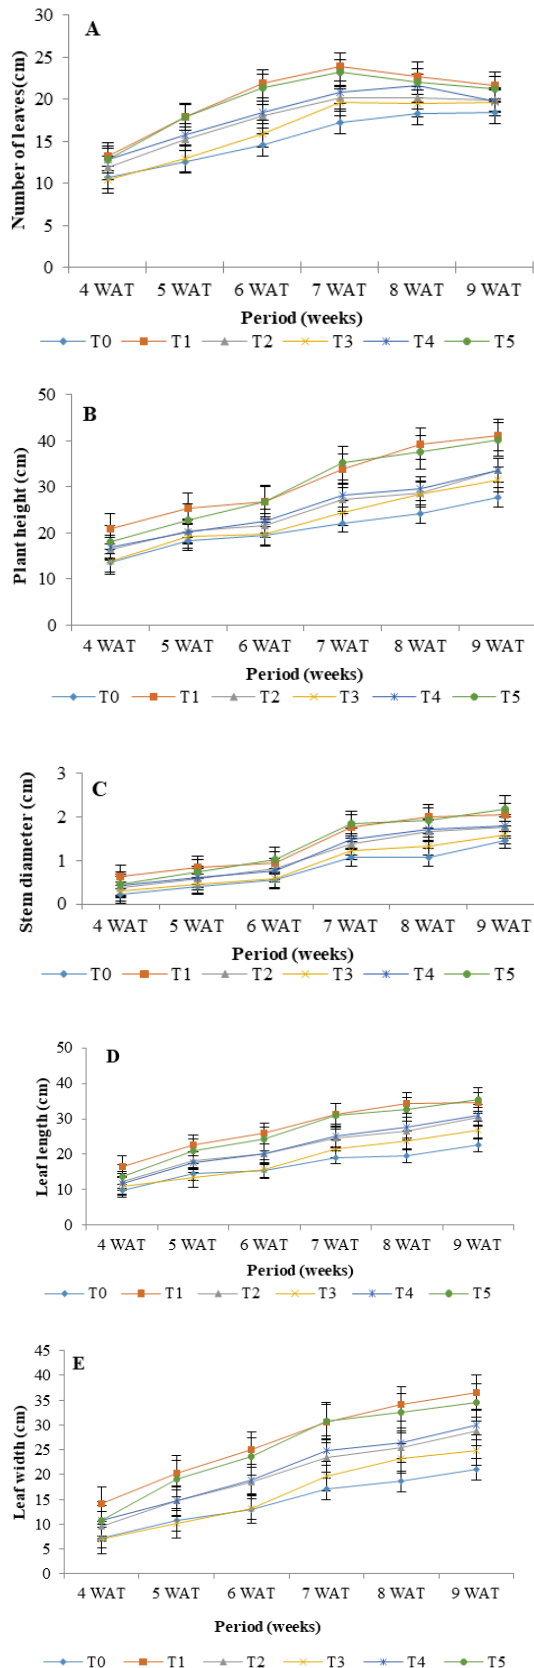 A
Number of leaves(cm)
30
25
20
15
10
5
0
4 WAT 5 WAT 6 WAT 7 WAT 8 WAT 9 WAT
Period (weeks)
T0 T1 T2 T3 T4 T5
B
Plant height (cm)
50
40
30
20
10
0
4 WAT 5 WAT 6 WAT 7 WAT 8 WAT 9 WAT
Period (weeks)
T0 T1 T2 T3 T4 T5
C
Stem diameter (cm)
3
2
1
0
4 WAT 5 WAT 6 WAT 7 WAT 8 WAT 9 WAT
Period (weeks)
T0 T1 T2 T3 T4 T5
D
Leaf length (cm)
50
40
30
20
10
0
4 WAT 5 WAT 6 WAT 7 WAT 8 WAT 9 WAT
Period (weeks)
T0 T1 T2 T3 T4 T5
E
Leaf width (cm)
45
40
35
30
25
20
15
10
5
0
4 WAT 5 WAT 6 WAT 7 WAT 8 WAT 9 WAT
Period (weeks)
T0 T1 T2 T3 T4 T5